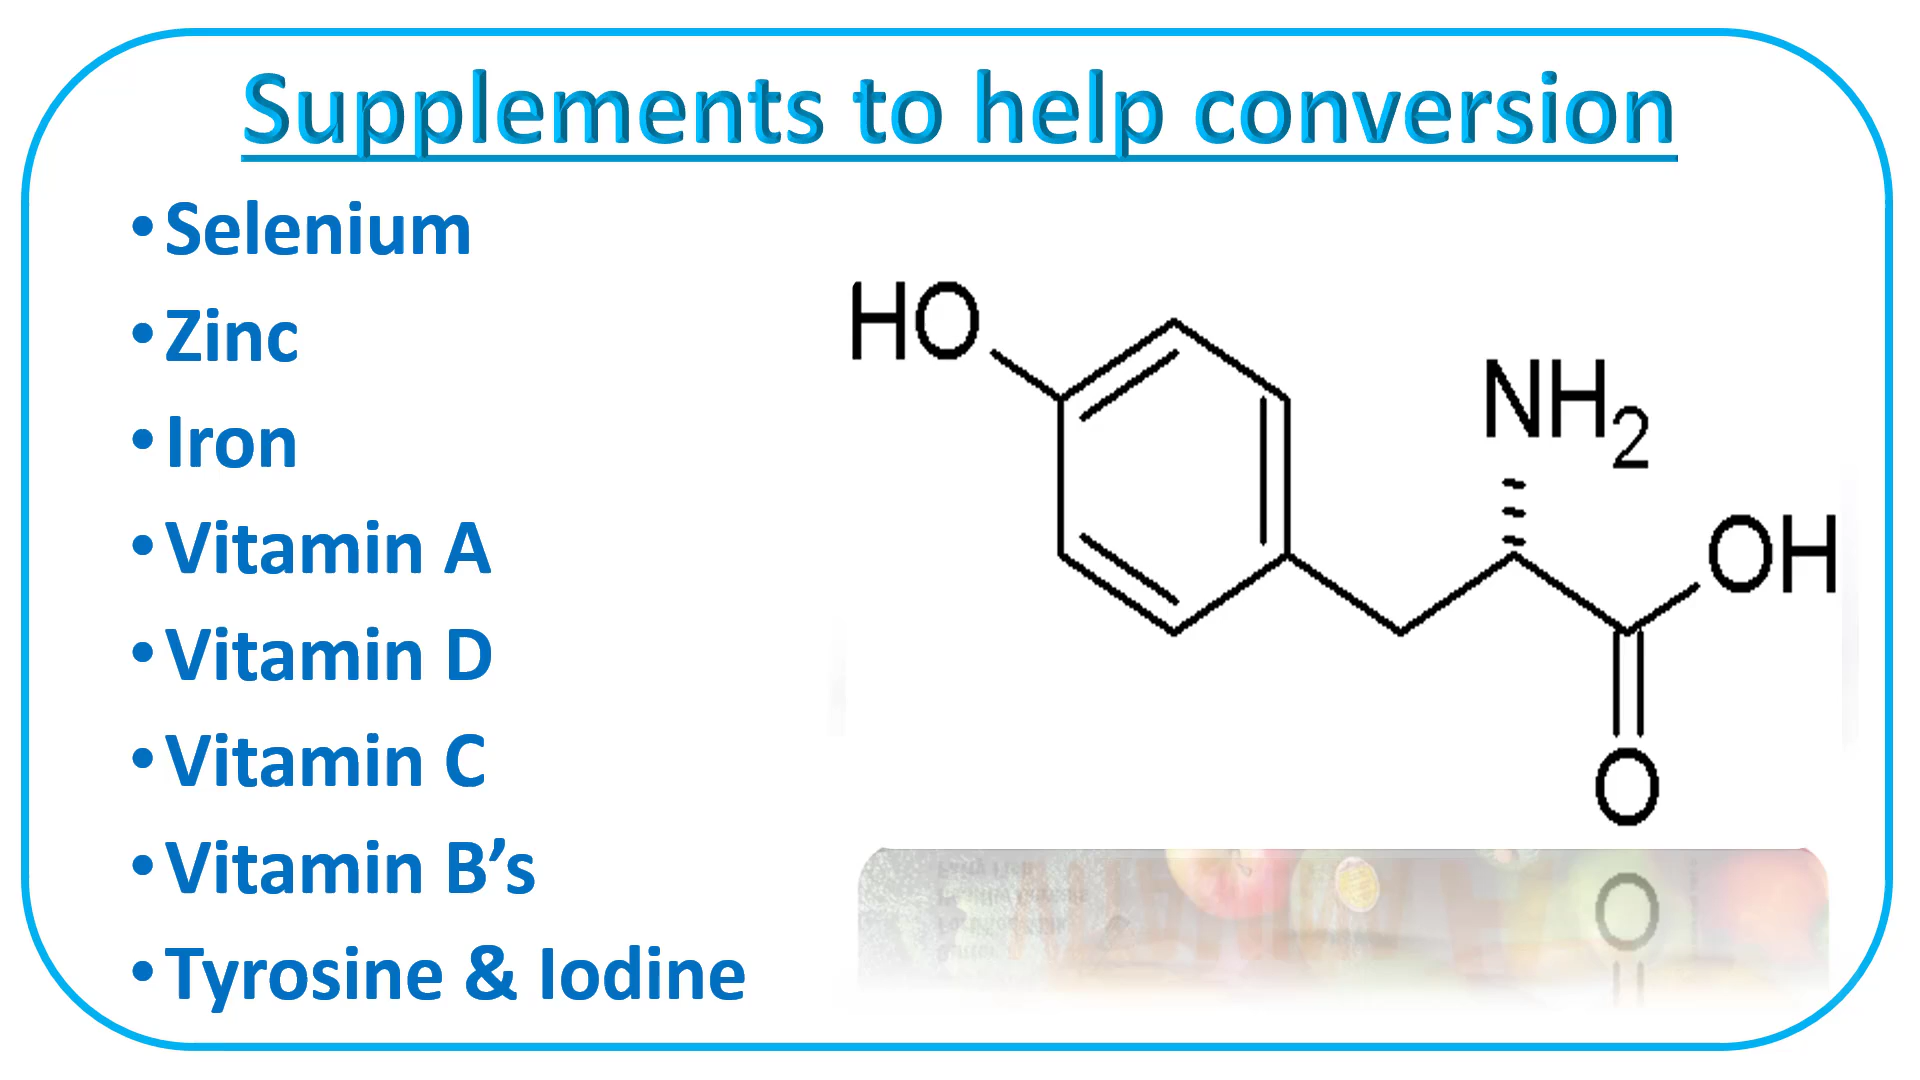 Supplements to help conversion
•Selenium
•Zinc
•Iron
•Vitamin A
•Vitamin D
•Vitamin C
•Vitamin B’s
•Tyrosine & Iodine
HO
NH2
OH
O
O